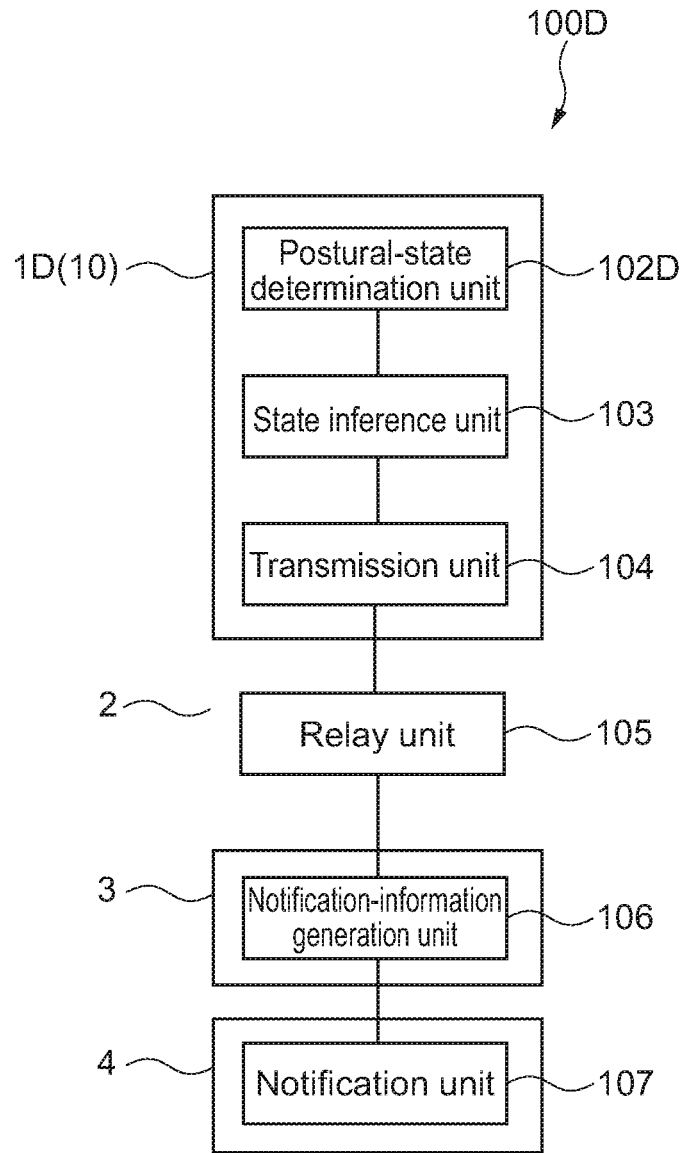 100D
1D(10)
Postural-state
determination unit
102D
State inference unit
103
Transmission unit
104
2
Relay unit
105
3
Notification-information
generation unit
106
4
Notification unit
107